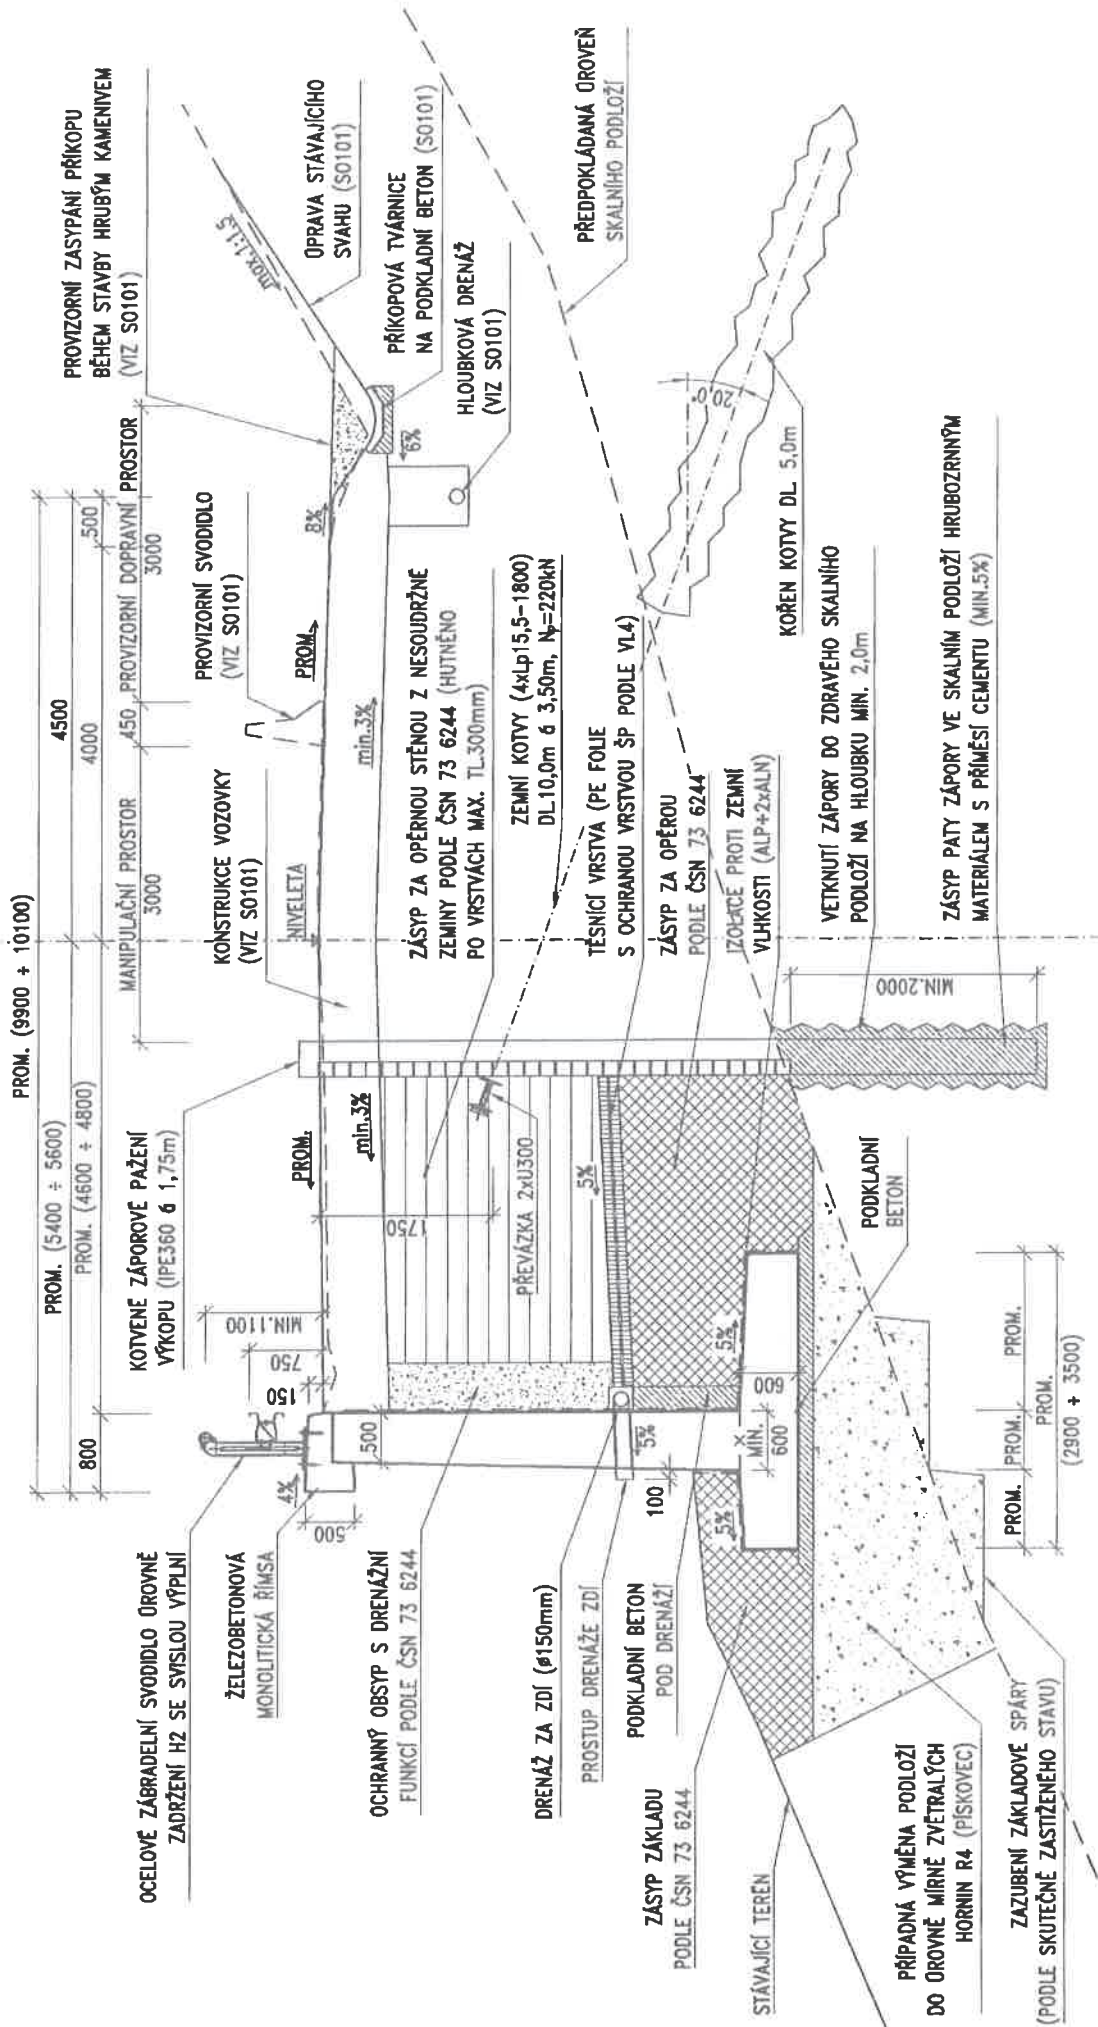 PROM. (9900 ÷ 10100)
PROM. (5400 ÷ 5600)
4500
PROM. (4600 ÷ 4800)
800
4000
500
MANIPULAČNÍ PROSTOR
3000
450
PROVIZORNÍ DOPRAVNÍ PROSTOR
3000
OCELOVÉ ZÁBRADELNÍ SVODIDLO ÚROVNĚ
ZADRŽENÍ H2 SE SVISLOU VÝPLNÍ
ŽELEZOBETONOVÁ
MONOLITICKÁ ŘÍMSA
OCHRANNÝ OBSYP S DRENÁŽNÍ
FUNKCÍ PODLE ČSN 73 6244
DRENÁŽ ZA ZDÍ (ø150mm)
PROSTUP DRENÁŽE ZDÍ
PODKLADNÍ BETON
POD DRENÁŽÍ
ZÁSYP ZÁKLADU
PODLE ČSN 73 6244
STÁVAJÍCÍ TERÉN
PŘÍPADNÁ VÝMĚNA PODLOŽÍ
DO ÚROVNĚ MÍRNĚ ZVĚTRALÝCH
HORNIN R4 (PÍSKOVEC)
ZAZUBENÍ ZÁKLADOVÉ SPÁRY
(PODLE SKUTEČNĚ ZASTIŽENÉHO STAVU)
KOTVENÉ ZÁPOROVÉ PAŽENÍ
VÝKOPU (IPE360 á 1,75m)
MIN.1100
750
150
4%
500
500
PROM.
min.3%
1750
PŘEVÁZKA 2xU300
5%
5%
100
5%
5%
600
MIN.
600
PODKLADNÍ
BETON
PROM.
PROM.
PROM.
PROM.
(2900 ÷ 3500)
KONSTRUKCE VOZOVKY
(VIZ SO101)
NIVELETA
PROVIZORNÍ SVODIDLO
(VIZ SO101)
PROM.
min.3%
8%
6%
PROVIZORNÍ ZASYPÁNÍ PŘÍKOPU
BĚHEM STAVBY HRUBÝM KAMENIVEM
(VIZ SO101)
max.1:1,5
ÚPRAVA STÁVAJÍCÍHO
SVAHU (SO101)
PŘÍKOPOVÁ TVÁRNICE
NA PODKLADNÍ BETON (SO101)
HLOUBKOVÁ DRENÁŽ
(VIZ SO101)
ZÁSYP ZA OPĚRNOU STĚNOU Z NESOUDRŽNÉ
ZEMINY PODLE ČSN 73 6244 (HUTNĚNO
PO VRSTVÁCH MAX. TL.300mm)
ZEMNÍ KOTVY (4xLp15,5-1800)
DL.10,0m á 3,50m, Np=220kN
TĚSNÍCÍ VRSTVA (PE FOLIE
S OCHRANOU VRSTVOU ŠP PODLE VL4)
ZÁSYP ZA OPĚROU
PODLE ČSN 73 6244
IZOLACE PROTI ZEMNÍ
VLHKOSTI (ALP+2xALN)
PŘEDPOKLÁDANÁ ÚROVEŇ
SKALNÍHO PODLOŽÍ
20.0°
KOŘEN KOTVY DL. 5,0m
VETKNUTÍ ZÁPORY DO ZDRAVÉHO SKALNÍHO
PODLOŽÍ NA HLOUBKU MIN. 2,0m
MIN.2000
ZÁSYP PATY ZÁPORY VE SKALNÍM PODLOŽÍ HRUBOZRNNÝM
MATERIÁLEM S PŘÍMĚSÍ CEMENTU (MIN.5%)